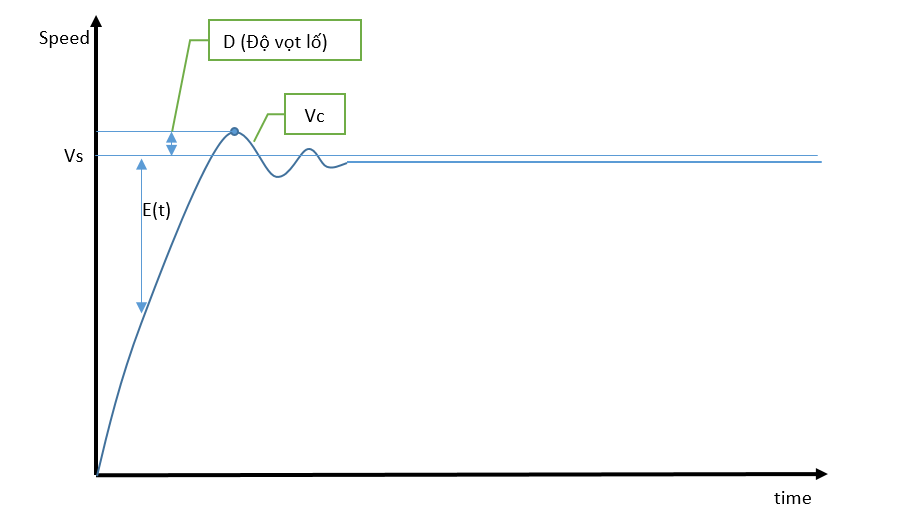 Speed
D (Độ vọt lố)
Vc
Vs
E(t)
time